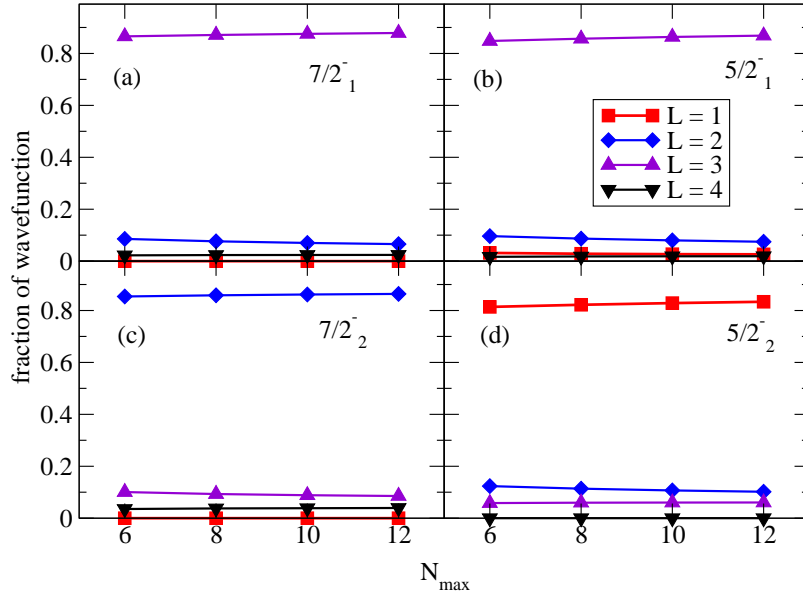 fraction of wavefunction
0.8
0.6
0.4
0.2
0
(a)
7/2⁻₁
(b)
5/2⁻₁
L = 1
L = 2
L = 3
L = 4
0.8
0.6
0.4
0.2
0
(c)
7/2⁻₂
(d)
5/2⁻₂
6 8 10 12 6 8 10 12
N_max